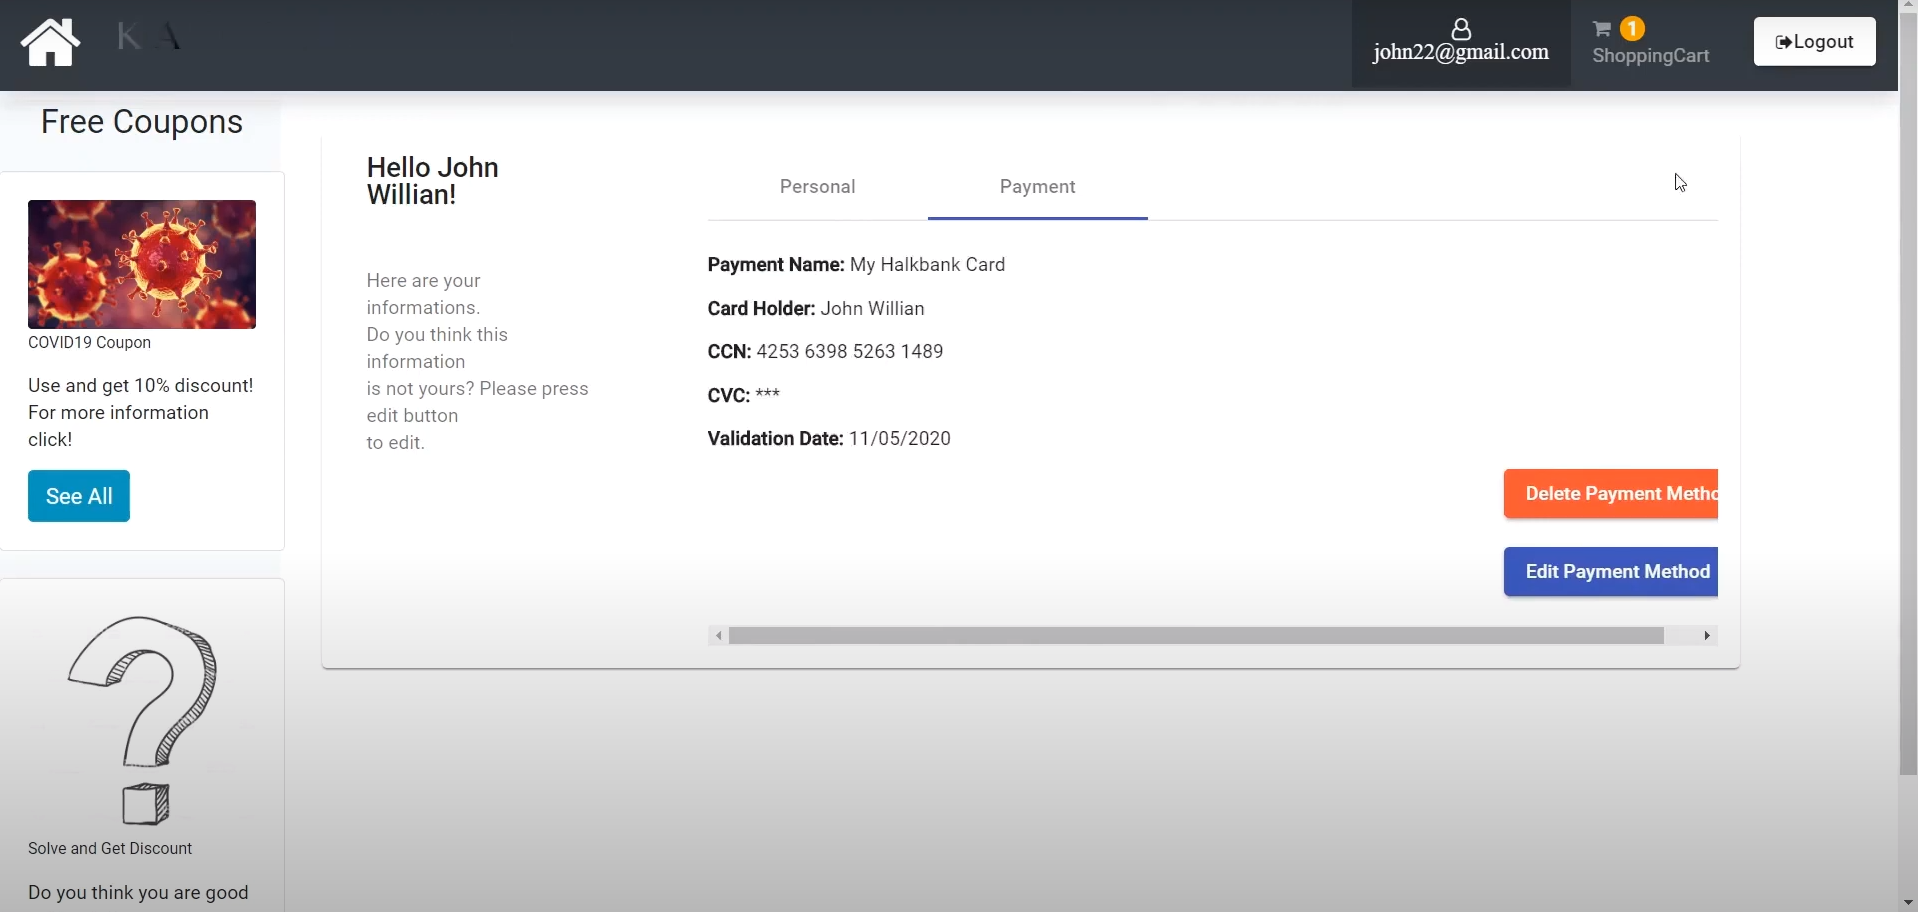 K A
john22@gmail.com
1
ShoppingCart
Logout
Free Coupons
COVID19 Coupon
Use and get 10% discount!
For more information
click!
See All
Solve and Get Discount
Do you think you are good
Hello John
Willian!
Here are your
informations.
Do you think this
information
is not yours? Please press
edit button
to edit.
Personal
Payment
Payment Name: My Halkbank Card
Card Holder: John Willian
CCN: 4253 6398 5263 1489
CVC: ***
Validation Date: 11/05/2020
Delete Payment Metho
Edit Payment Method